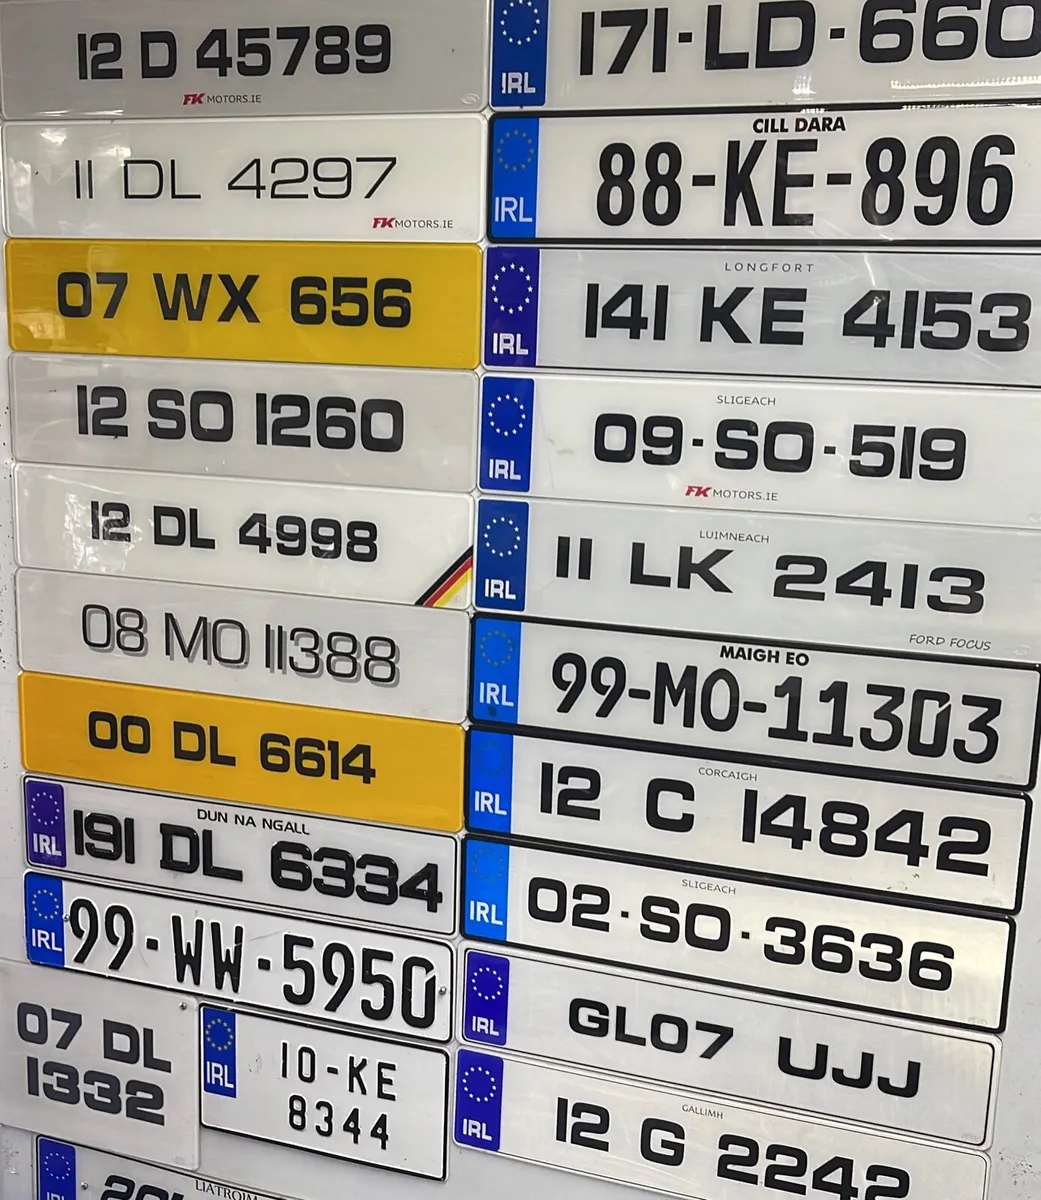 12 D 45789
FK MOTORS.IE
11 DL 4297
FK MOTORS.IE
07 WX 656
12 SO 1260
12 DL 4998
08 MO 11388
00 DL 6614
DUN NA NGALL
IRL 191 DL 6334
IRL 99-WW-5950
07 DL
1332
IRL 10-KE
8344
LIATROIM
IRL
IRL 171-LD-660
CILL DARA
IRL 88-KE-896
LONGFORT
IRL 141 KE 4153
SLIGEACH
IRL 09-SO-519
FK MOTORS.IE
LUIMNEACH
IRL 11 LK 2413
FORD FOCUS
MAIGH EO
IRL 99-MO-11303
CORCAIGH
IRL 12 C 14842
SLIGEACH
IRL 02-SO-3636
IRL GL07 UJJ
GALLIMH
IRL 12 G 2242